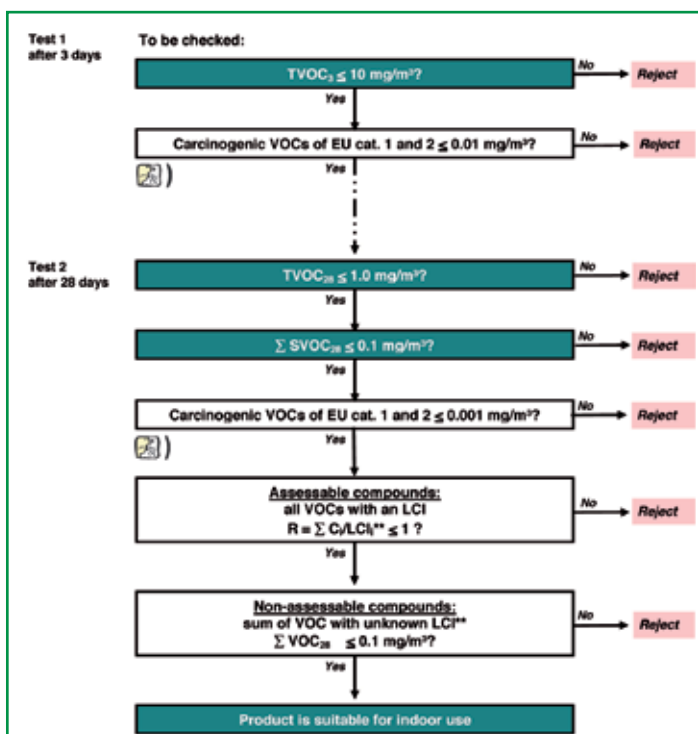 Test 1
after 3 days
To be checked:
TVOC₃ ≤ 10 mg/m³?
No
Reject
Yes
Carcinogenic VOCs of EU cat. 1 and 2 ≤ 0.01 mg/m³?
No
Reject
)
Yes
Test 2
after 28 days
TVOC₂₈ ≤ 1.0 mg/m³?
No
Reject
Yes
Σ SVOC₂₈ ≤ 0.1 mg/m³?
No
Reject
Yes
Carcinogenic VOCs of EU cat. 1 and 2 ≤ 0.001 mg/m³?
No
Reject
)
Yes
Assessable compounds:
all VOCs with an LCI
R = Σ Cᵢ/LCIᵢ** ≤ 1 ?
No
Reject
Yes
Non-assessable compounds:
sum of VOC with unknown LCI**
Σ VOC₂₈ ≤ 0.1 mg/m³?
No
Reject
Yes
Product is suitable for indoor use